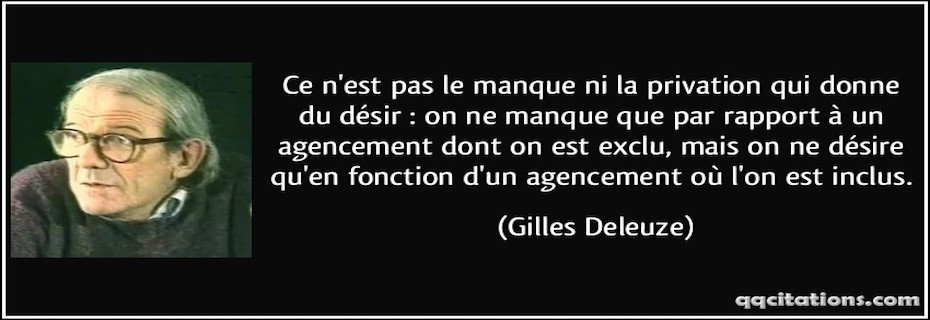 Ce n'est pas le manque ni la privation qui donne
du désir : on ne manque que par rapport à un
agencement dont on est exclu, mais on ne désire
qu'en fonction d'un agencement où l'on est inclus.
(Gilles Deleuze)
qqcitations.com